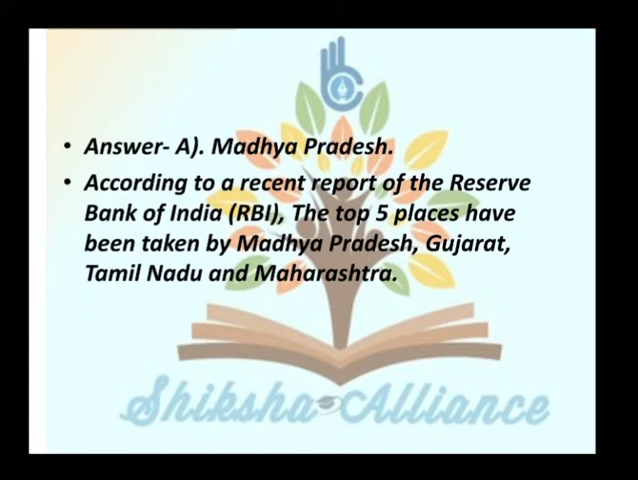 • Answer- A). Madhya Pradesh.
• According to a recent report of the Reserve
Bank of India (RBI), The top 5 places have
been taken by Madhya Pradesh, Gujarat,
Tamil Nadu and Maharashtra.
Shiksha Alliance